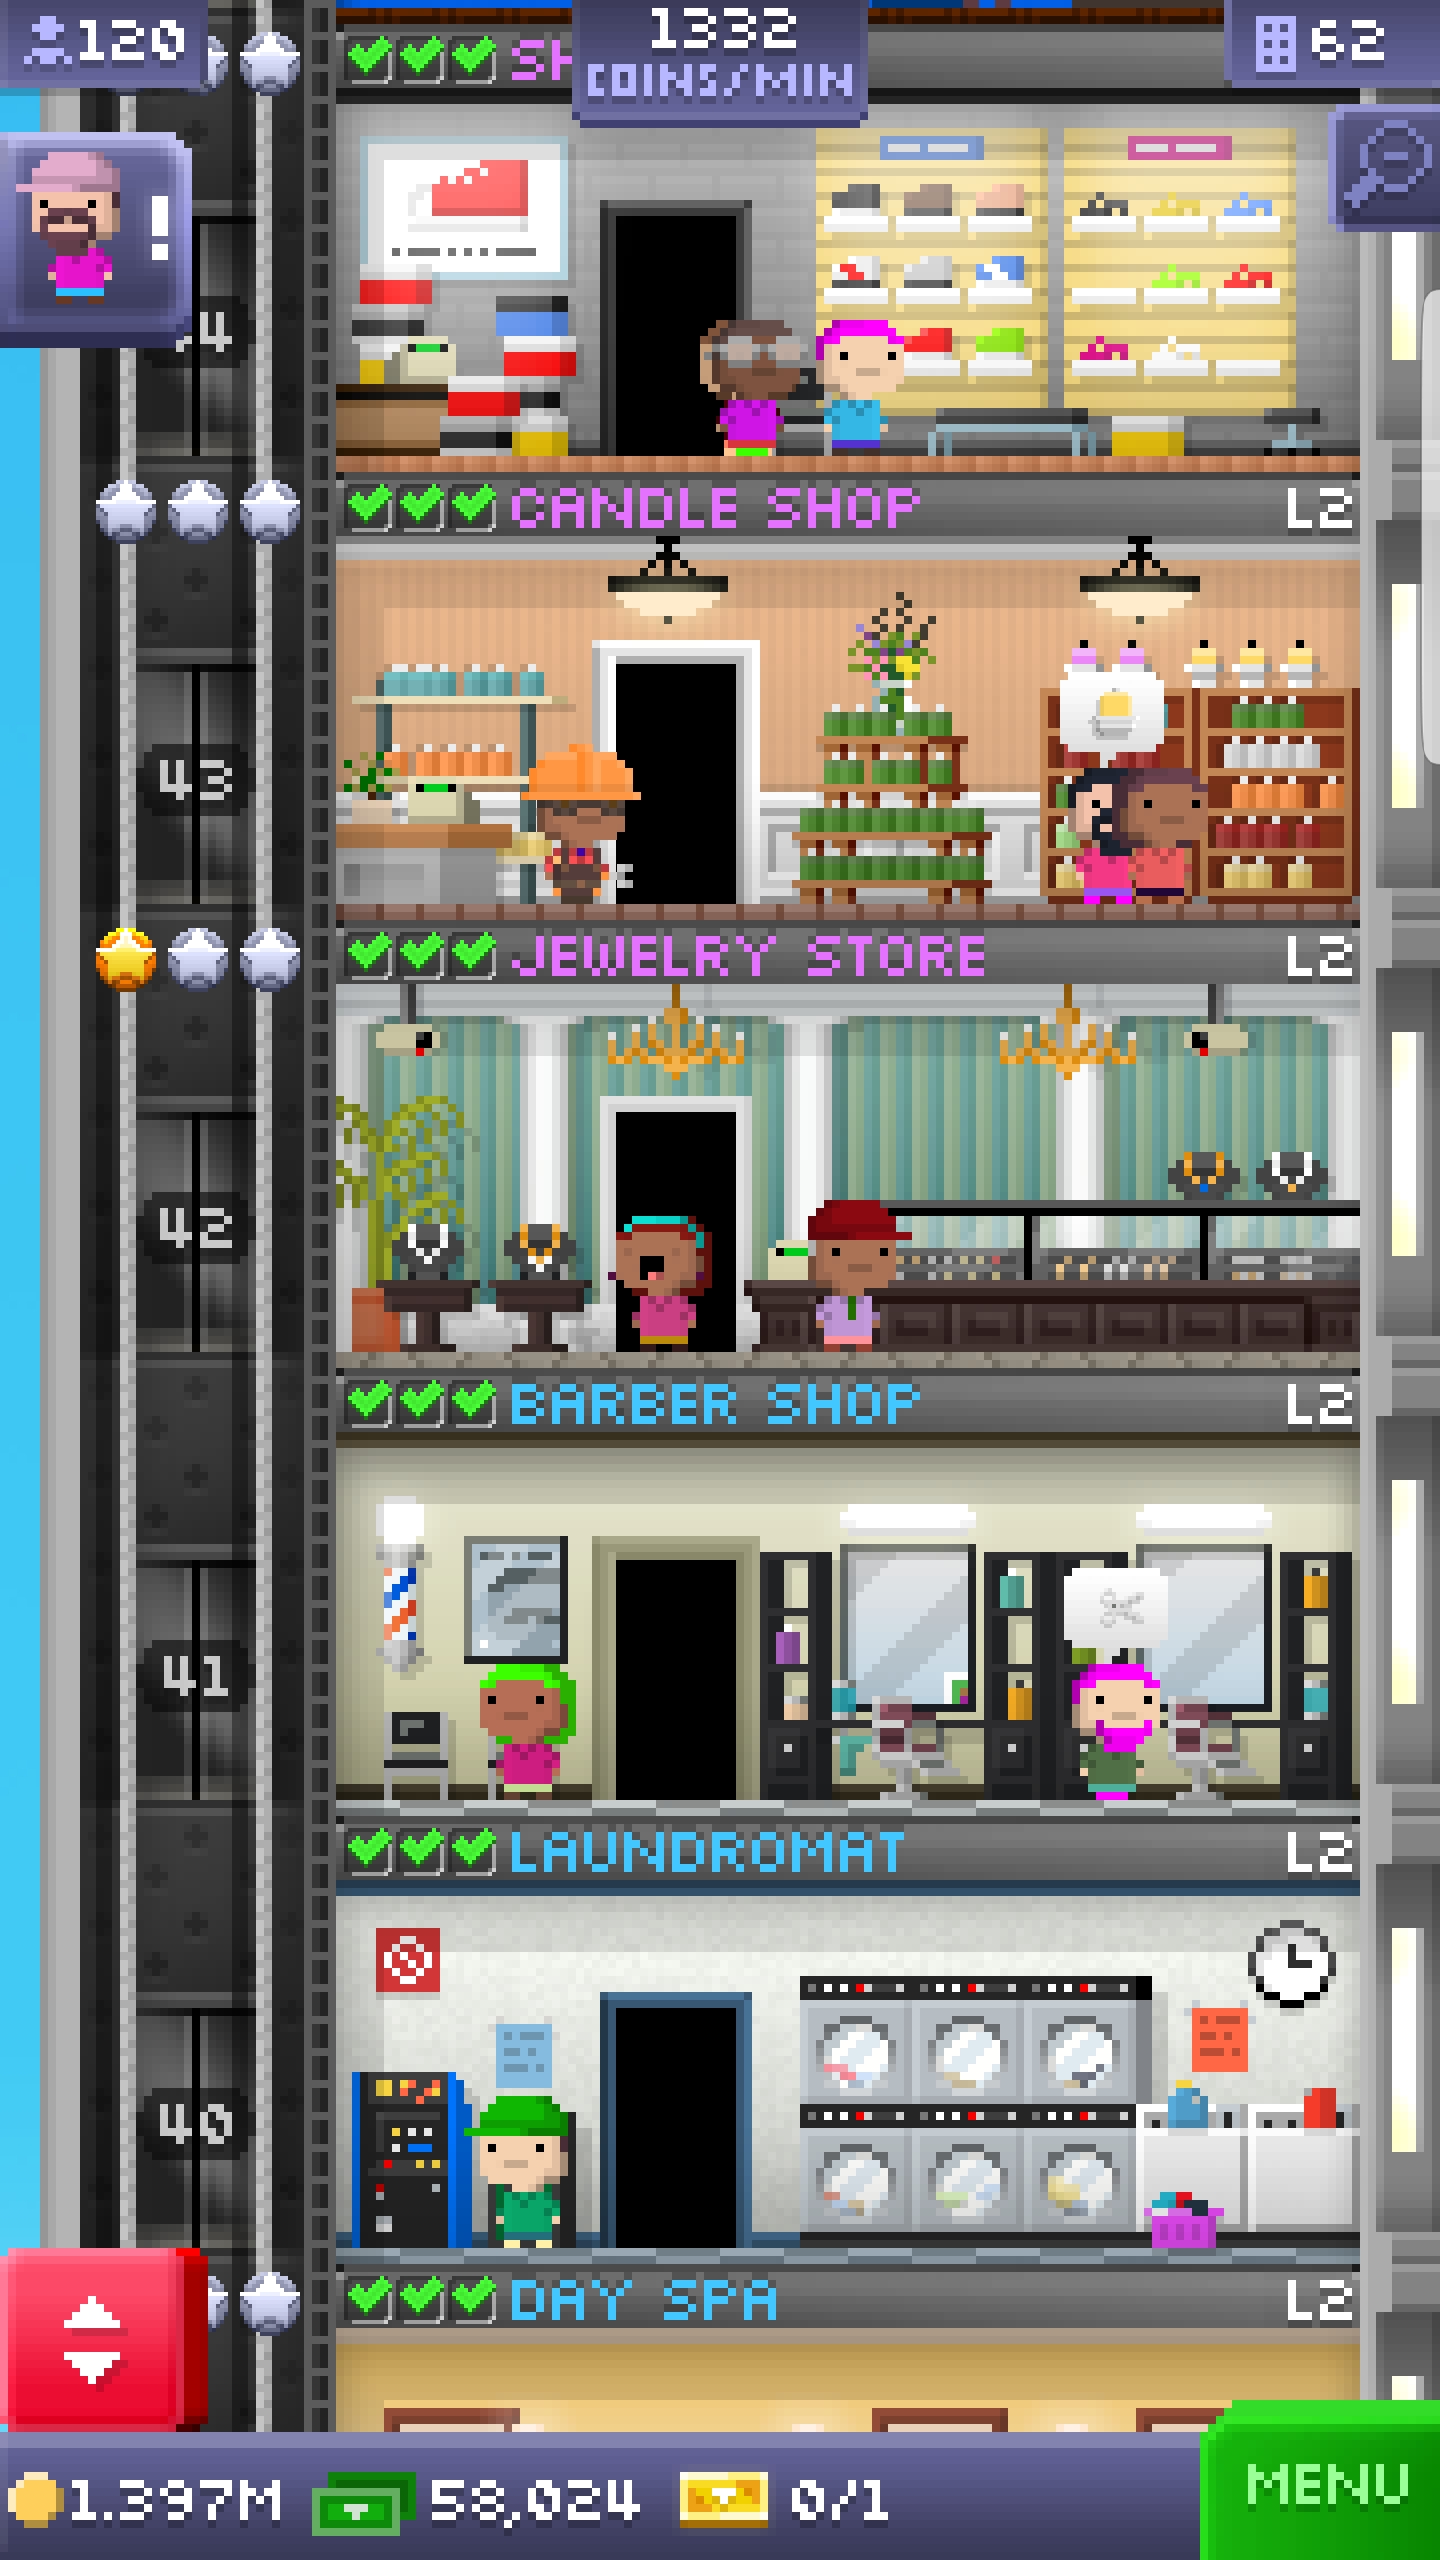 120
1332
COINS/MIN
62
SH
!
4
CANDLE SHOP L2
43
JEWELRY STORE L2
42
BARBER SHOP L2
41
LAUNDROMAT L2
40
DAY SPA L2
1.397M 58,024 0/1
MENU